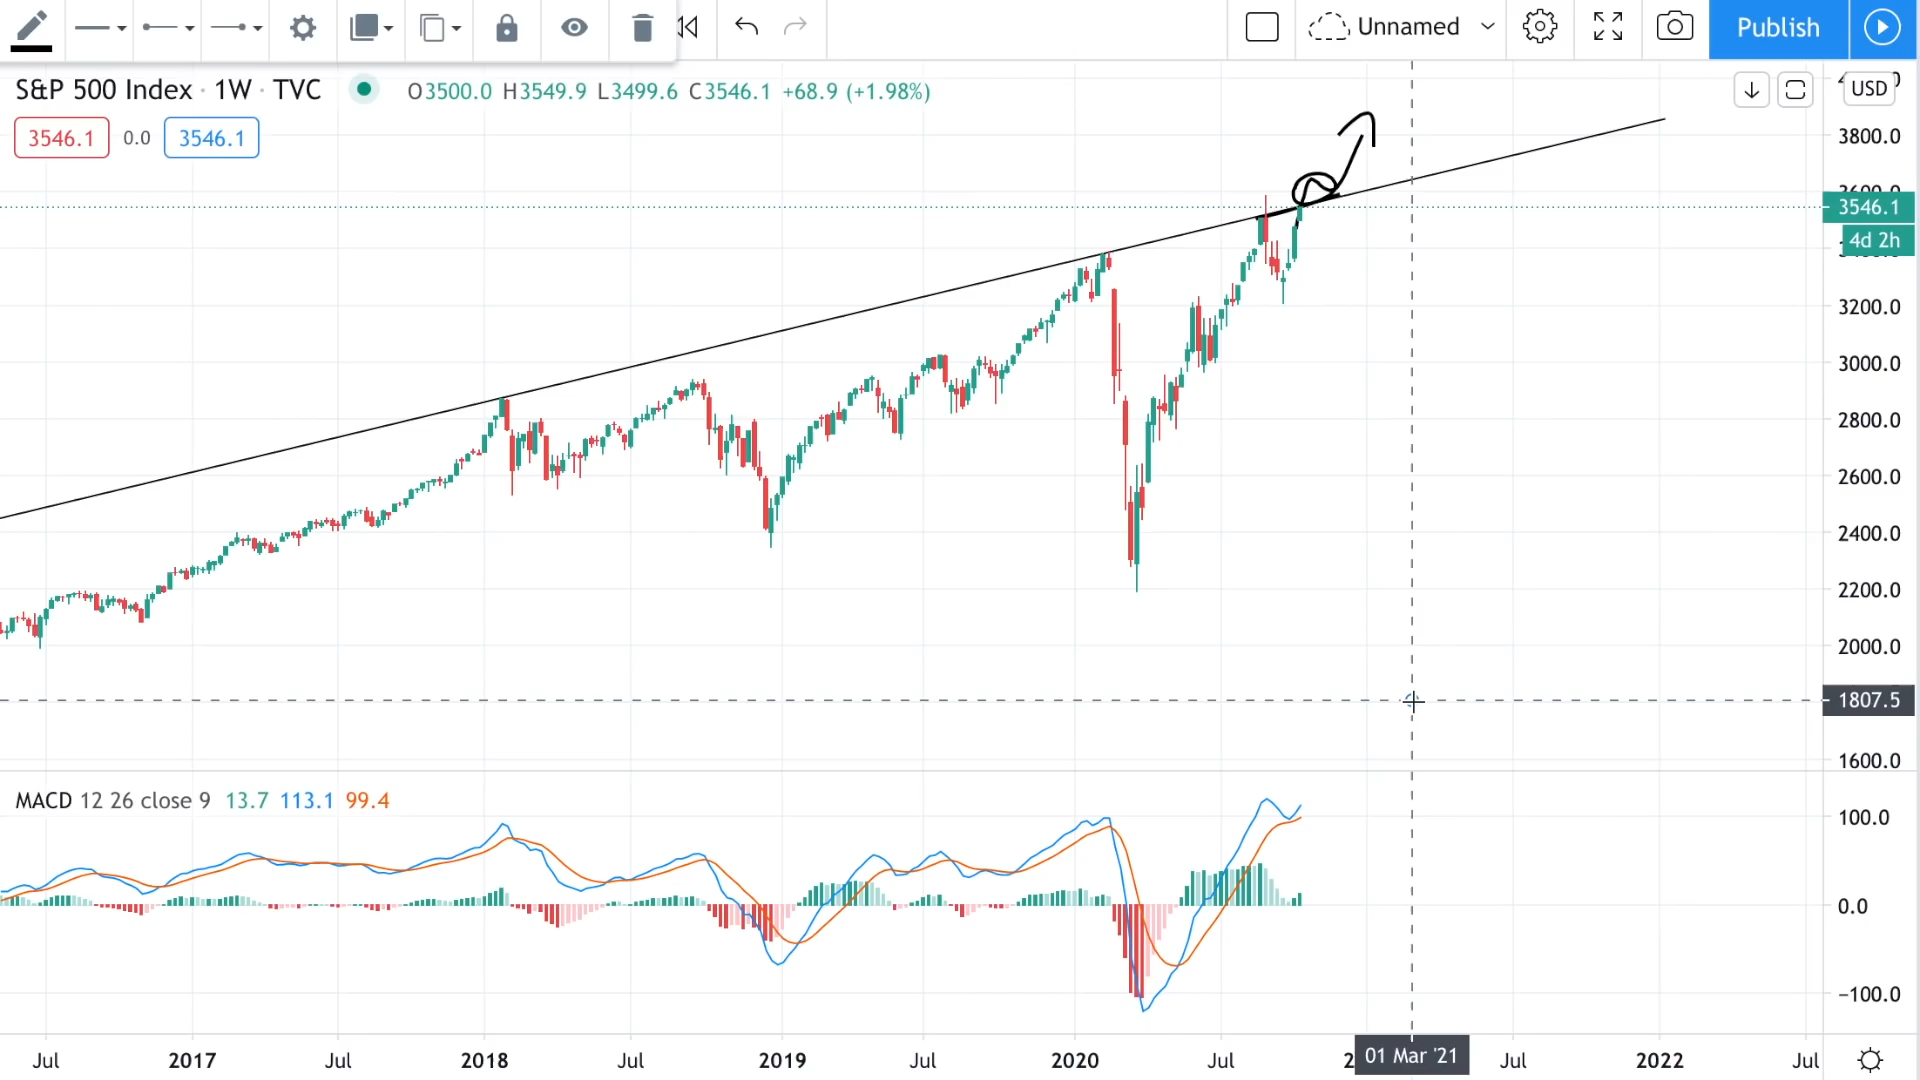 Unnamed
Publish
S&P 500 Index · 1W · TVC
O3500.0 H3549.9 L3499.6 C3546.1 +68.9 (+1.98%)
USD
3546.1 0.0 3546.1
3800.0
3546.1
4d 2h
3200.0
3000.0
2800.0
2600.0
2400.0
2200.0
2000.0
1807.5
1600.0
MACD 12 26 close 9 13.7 113.1 99.4
100.0
0.0
−100.0
Jul 2017 Jul 2018 Jul 2019 Jul 2020 Jul 01 Mar '21 Jul 2022 Jul